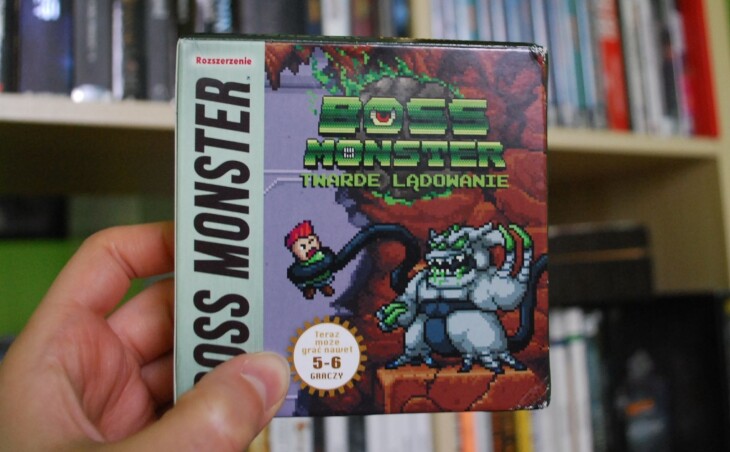 Rozszerzenie
BOSS MONSTER
BOSS
MONSTER
TWARDE LĄDOWANIE
teraz
może
grać nawet
5-6
GRACZY